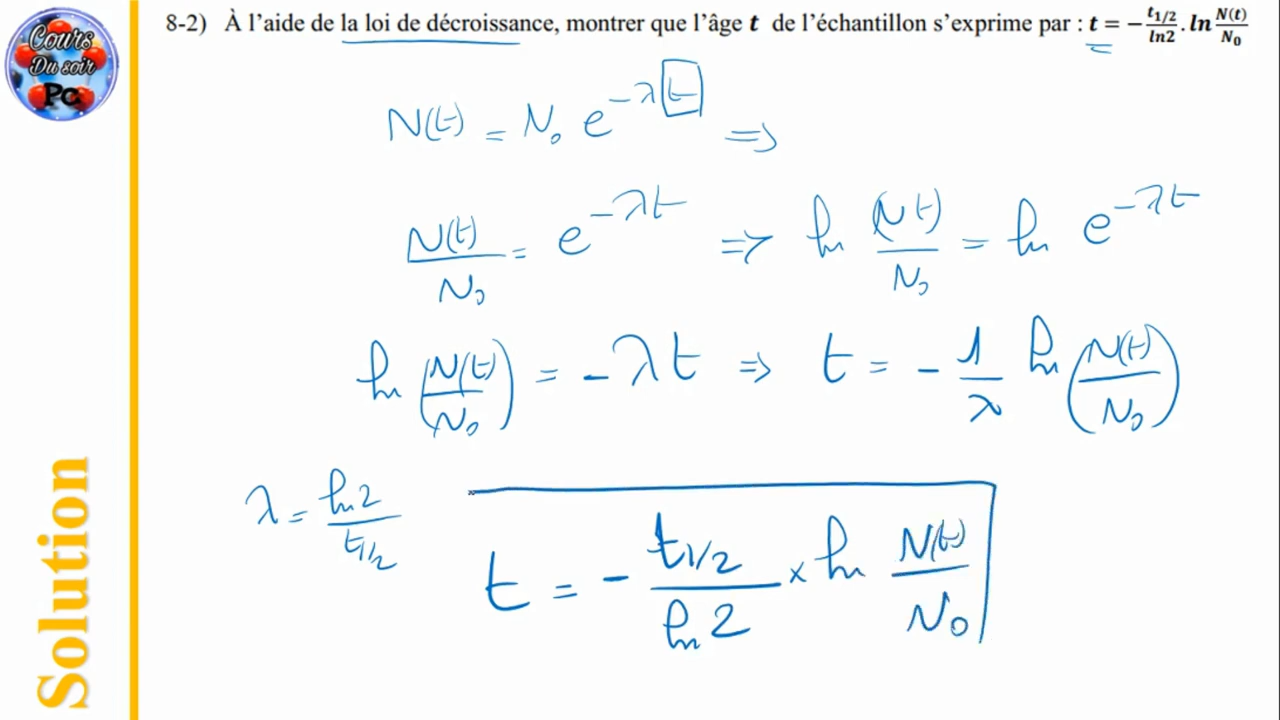 Cours
Du soir
PC
8-2) À l’aide de la loi de décroissance, montrer que l’âge t de l’échantillon s’exprime par : t = − t1/2/ln2 . ln N(t)/N0
N(t) = N0 e^−λt ⇒
N(t)/N0 = e^−λt ⇒ ln N(t)/N0 = ln e^−λt
ln (N(t)/N0) = −λt ⇒ t = − 1/λ ln (N(t)/N0)
λ = ln2/t1/2
t = − t1/2/ln2 × ln N(t)/N0
Solution